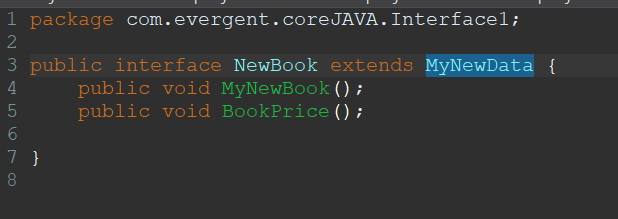 1 package com.evergent.coreJAVA.Interface1;
2
3 public interface NewBook extends MyNewData {
4     public void MyNewBook();
5     public void BookPrice();
6
7 }
8